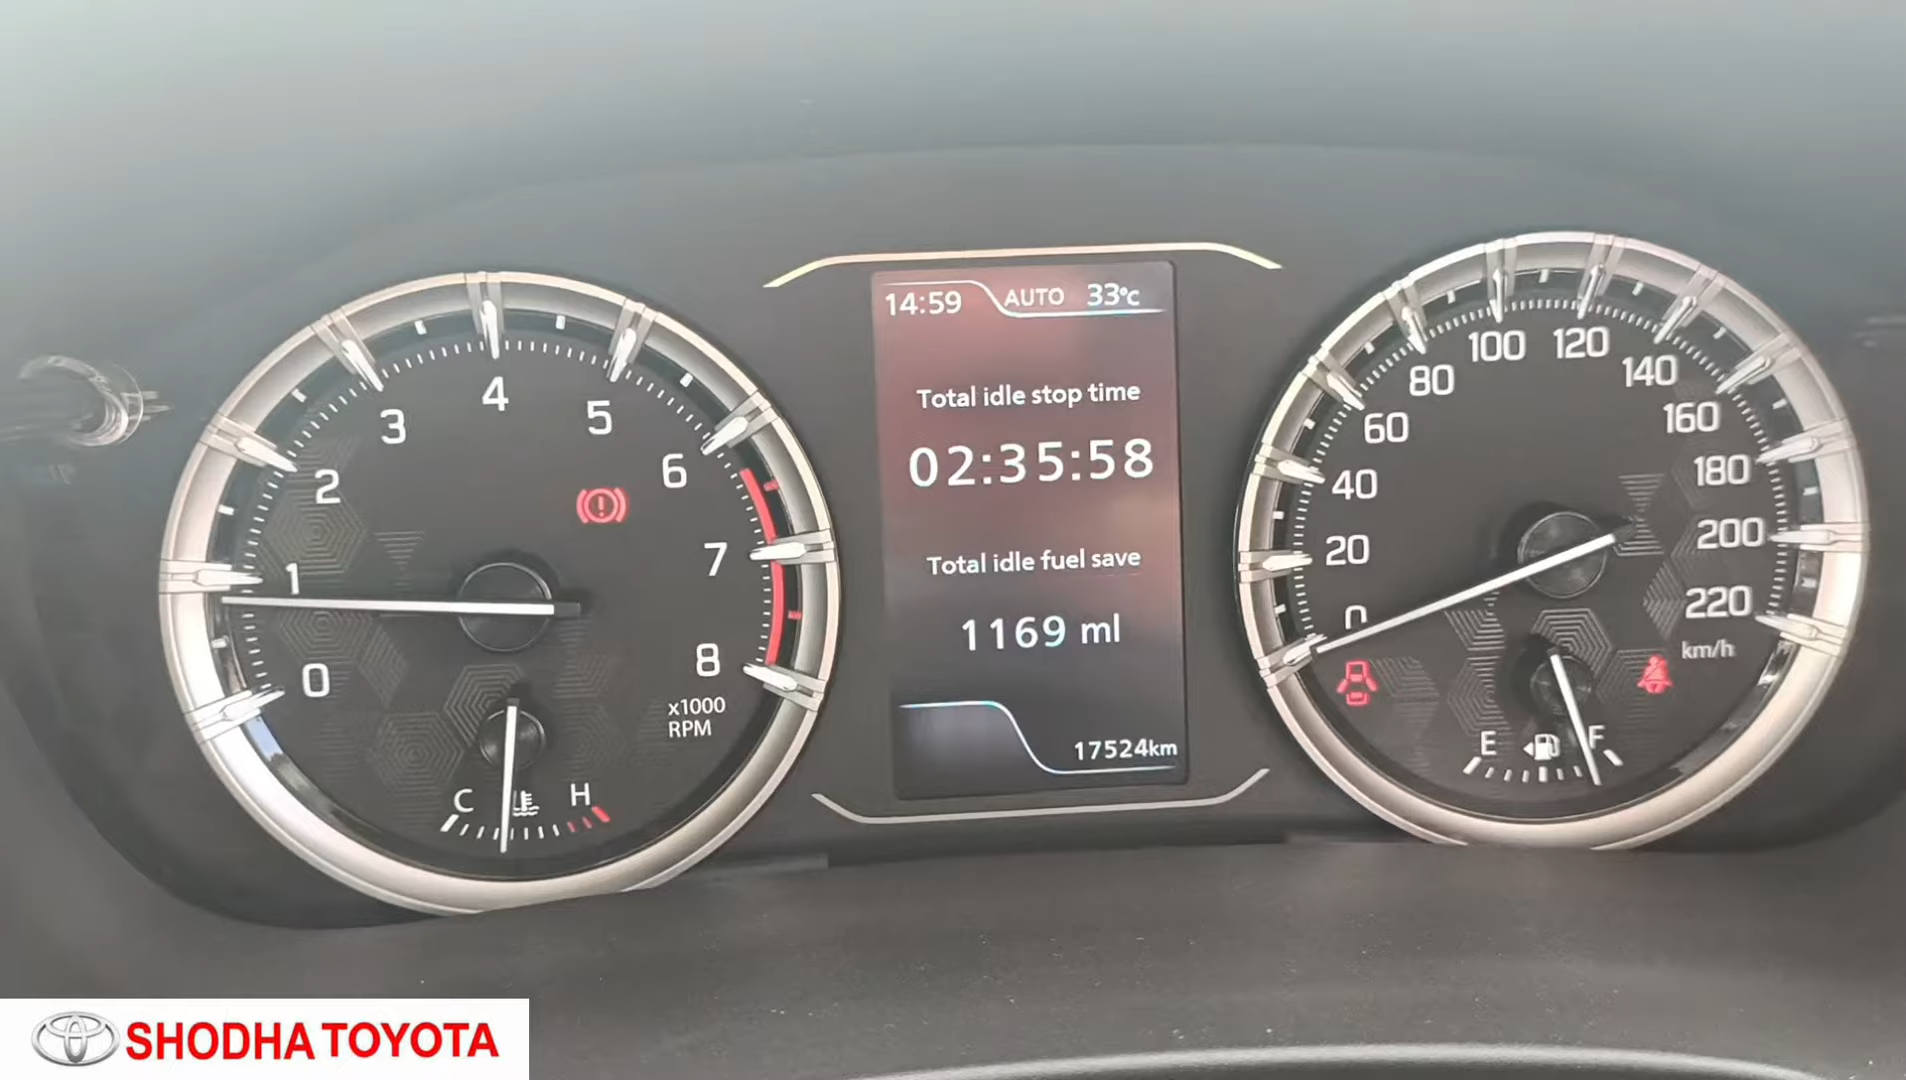 14:59 AUTO 33°c
Total idle stop time
02:35:58
Total idle fuel save
1169 ml
17524km
0
1
2
3
4
5
6
7
8
x1000
RPM
C
H
0
20
40
60
80
100
120
140
160
180
200
220
km/h
E
F
SHODHA TOYOTA